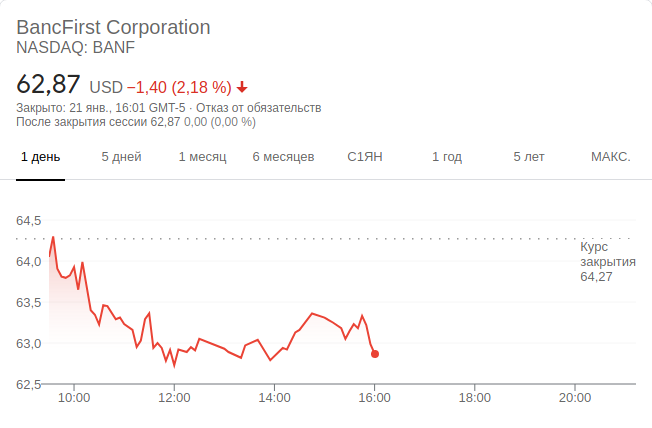 BancFirst Corporation
NASDAQ: BANF
62,87 USD −1,40 (2,18 %)
Закрыто: 21 янв., 16:01 GMT-5 · Отказ от обязательств
После закрытия сессии 62,87 0,00 (0,00 %)
1 день 5 дней 1 месяц 6 месяцев С1ЯН 1 год 5 лет МАКС.
64,5
Курс
закрытия
64,27
64,0
63,5
63,0
62,5
10:00 12:00 14:00 16:00 18:00 20:00